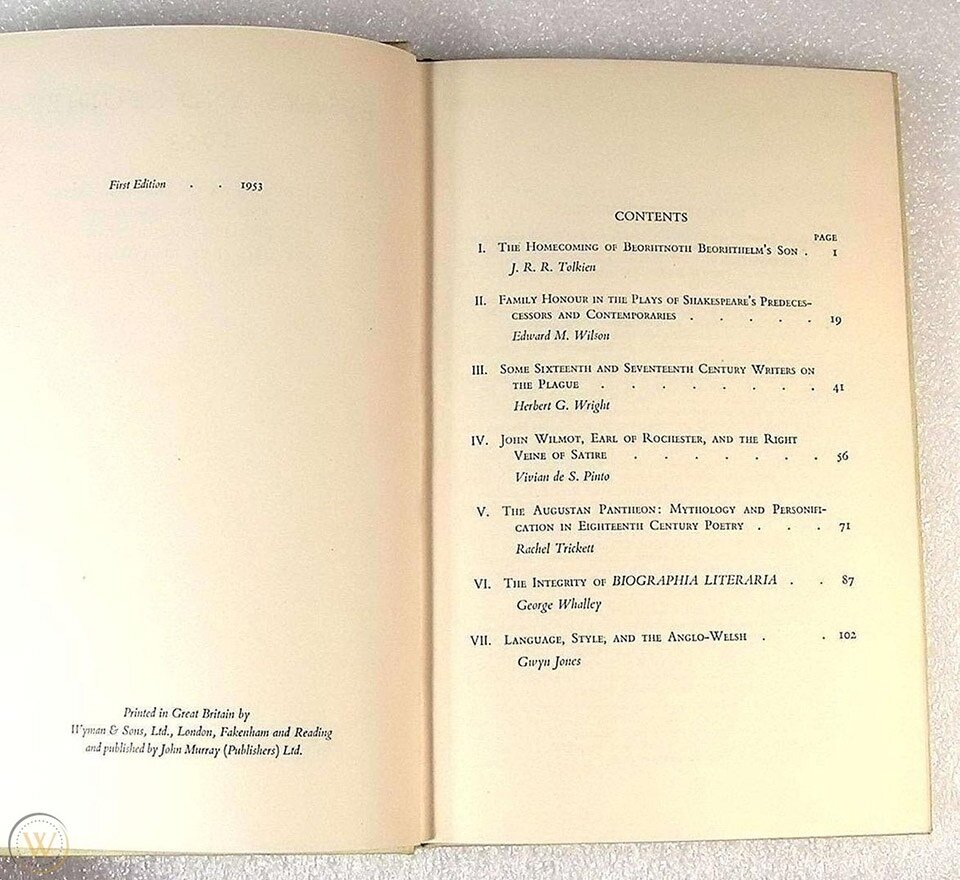 First Edition . . 1953
Printed in Great Britain by
Wyman & Sons, Ltd., London, Fakenham and Reading
and published by John Murray (Publishers) Ltd.
CONTENTS
PAGE
I. The Homecoming of Beorhtnoth Beorhthelm's Son . 1
J. R. R. Tolkien
II. Family Honour in the Plays of Shakespeare's Predeces-
cessors and Contemporaries . . . . . 19
Edward M. Wilson
III. Some Sixteenth and Seventeenth Century Writers on
the Plague . . . . . . . . 41
Herbert G. Wright
IV. John Wilmot, Earl of Rochester, and the Right
Veine of Satire . . . . . . . 56
Vivian de S. Pinto
V. The Augustan Pantheon: Mythology and Personifi-
cation in Eighteenth Century Poetry . . . 71
Rachel Trickett
VI. The Integrity of BIOGRAPHIA LITERARIA . . 87
George Whalley
VII. Language, Style, and the Anglo-Welsh . . 102
Gwyn Jones
W